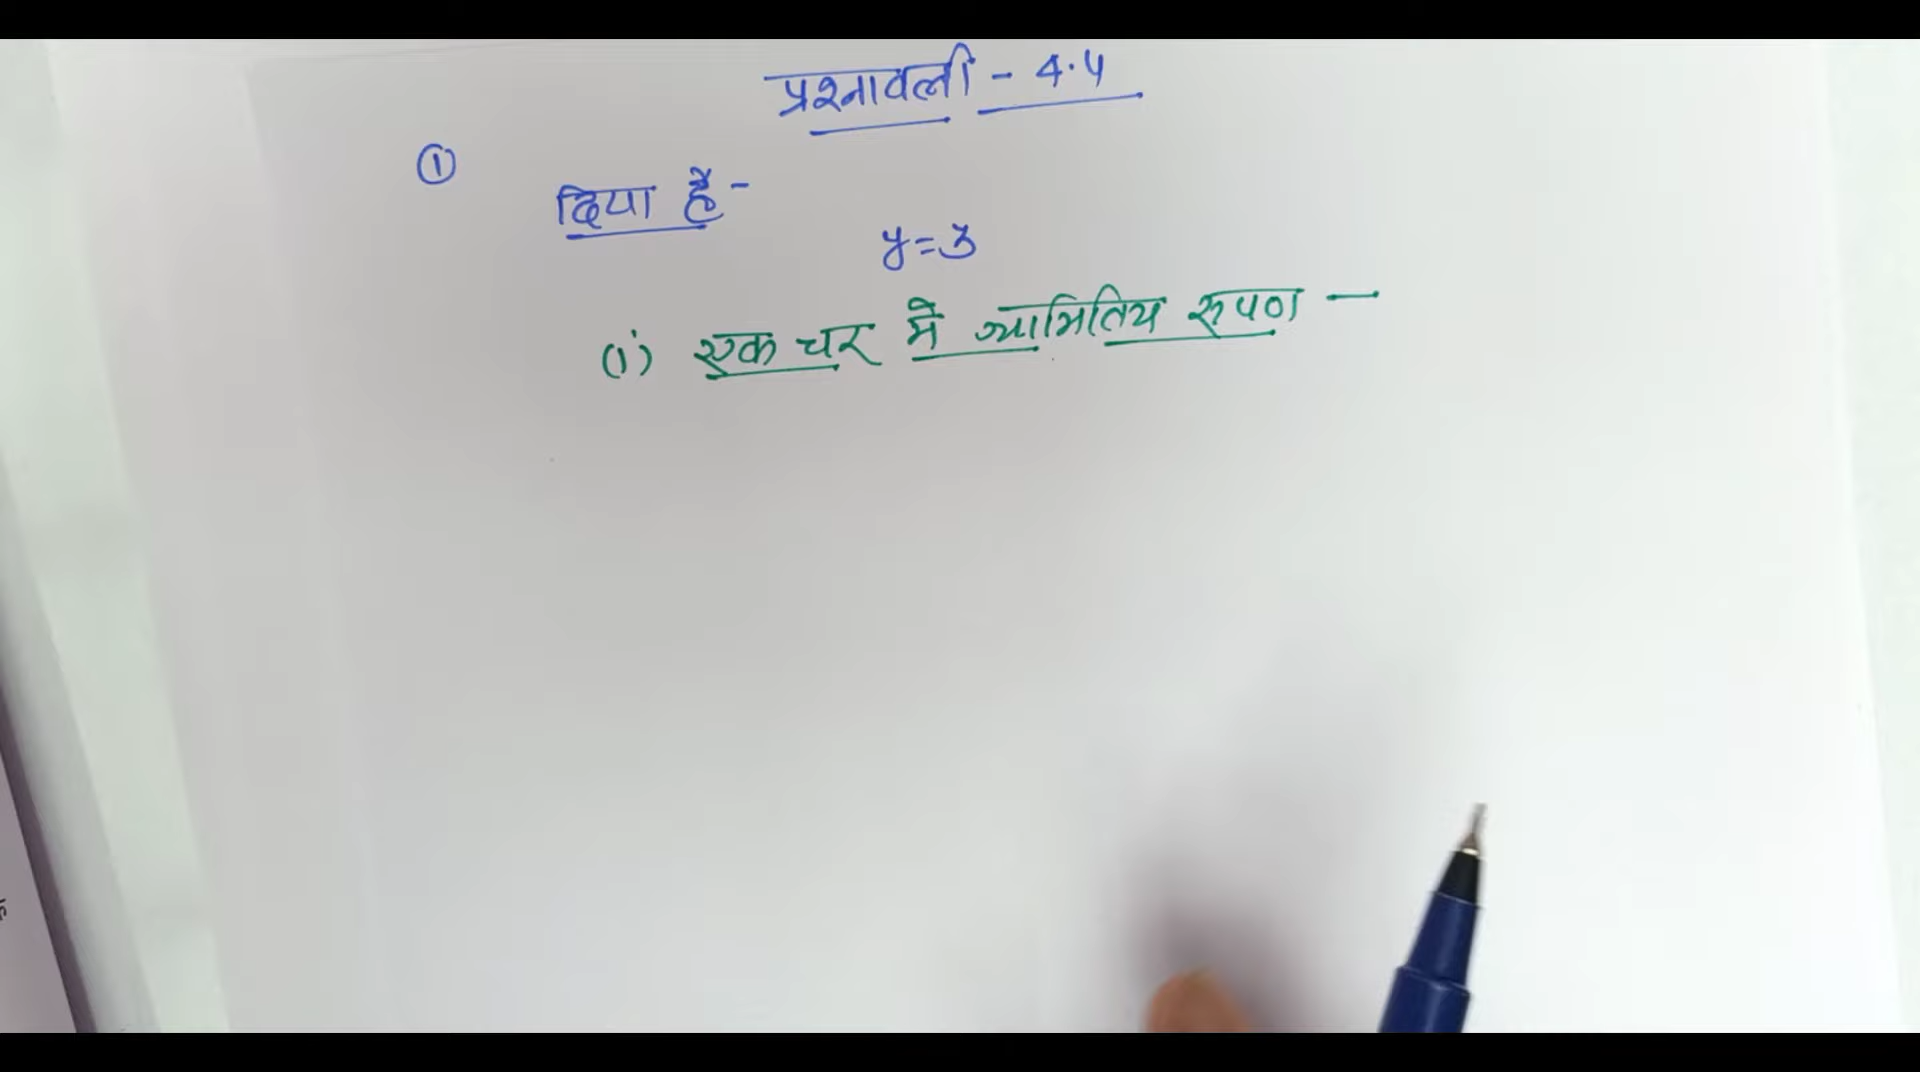 प्रश्नावली - 4.4
①
दिया है -
y=3
(i) एक चर में ज्यामितिय रुपण —